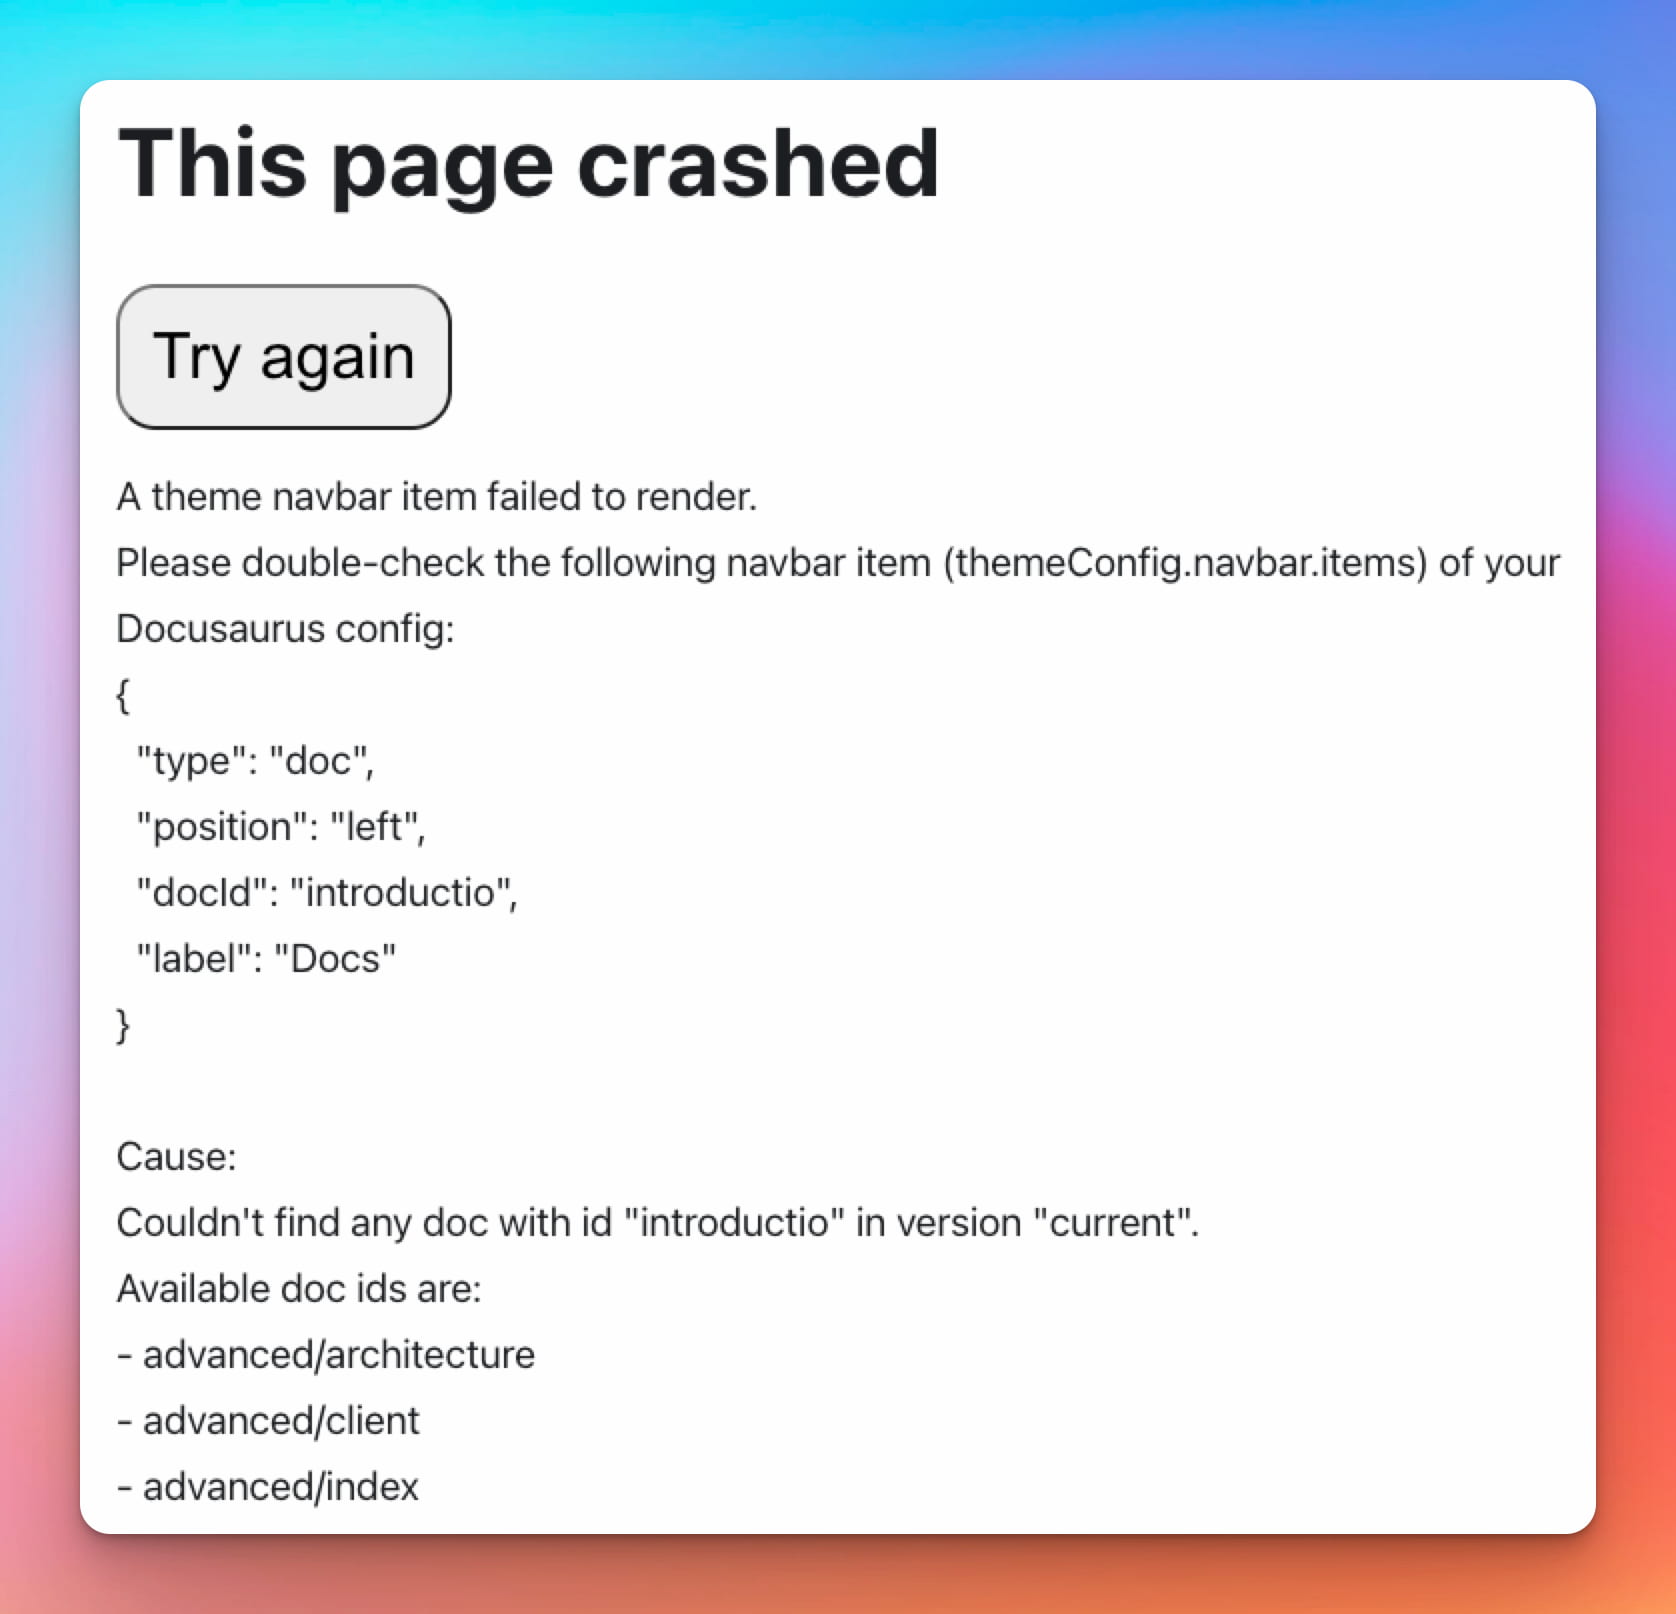 This page crashed
Try again
A theme navbar item failed to render.
Please double-check the following navbar item (themeConfig.navbar.items) of your
Docusaurus config:
{
  "type": "doc",
  "position": "left",
  "docId": "introductio",
  "label": "Docs"
}
Cause:
Couldn't find any doc with id "introductio" in version "current".
Available doc ids are:
- advanced/architecture
- advanced/client
- advanced/index